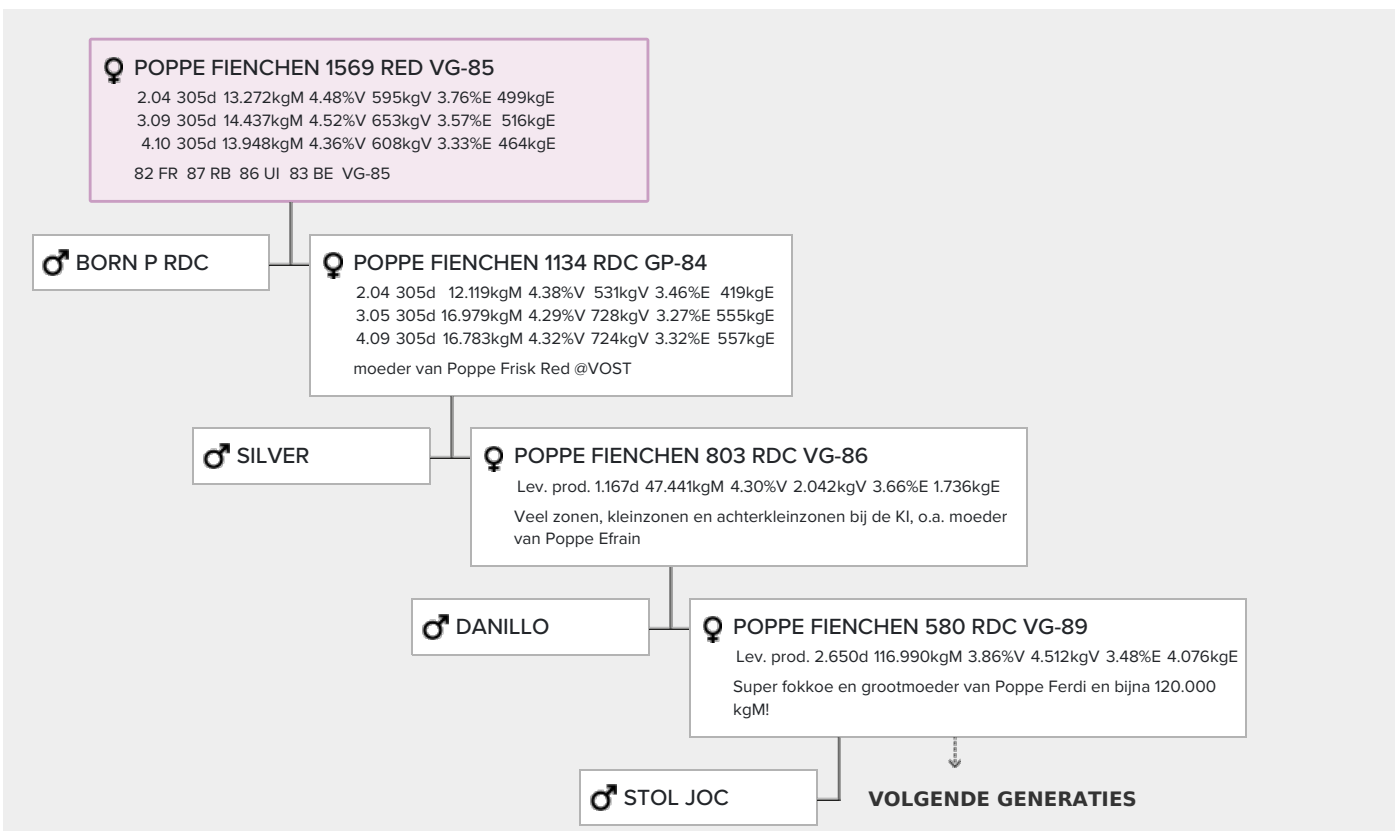 POPPE FIENCHEN 1569 RED VG-85
2.04 305d 13.272kgM 4.48%V 595kgV 3.76%E 499kgE
3.09 305d 14.437kgM 4.52%V 653kgV 3.57%E 516kgE
4.10 305d 13.948kgM 4.36%V 608kgV 3.33%E 464kgE
82 FR 87 RB 86 UI 83 BE VG-85
BORN P RDC
POPPE FIENCHEN 1134 RDC GP-84
2.04 305d 12.119kgM 4.38%V 531kgV 3.46%E 419kgE
3.05 305d 16.979kgM 4.29%V 728kgV 3.27%E 555kgE
4.09 305d 16.783kgM 4.32%V 724kgV 3.32%E 557kgE
moeder van Poppe Frisk Red @VOST
SILVER
POPPE FIENCHEN 803 RDC VG-86
Lev. prod. 1.167d 47.441kgM 4.30%V 2.042kgV 3.66%E 1.736kgE
Veel zonen, kleinzonen en achterkleinzonen bij de KI, o.a. moeder
van Poppe Efrain
DANILLO
POPPE FIENCHEN 580 RDC VG-89
Lev. prod. 2.650d 116.990kgM 3.86%V 4.512kgV 3.48%E 4.076kgE
Super fokkoe en grootmoeder van Poppe Ferdi en bijna 120.000
kgM!
STOL JOC
VOLGENDE GENERATIES